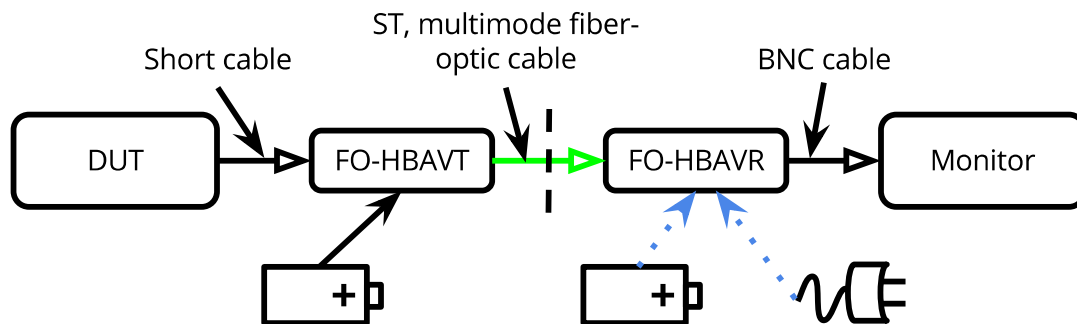 ST, multimode fiber-
optic cable
Short cable
BNC cable
DUT
FO-HBAVT
FO-HBAVR
Monitor
+
+